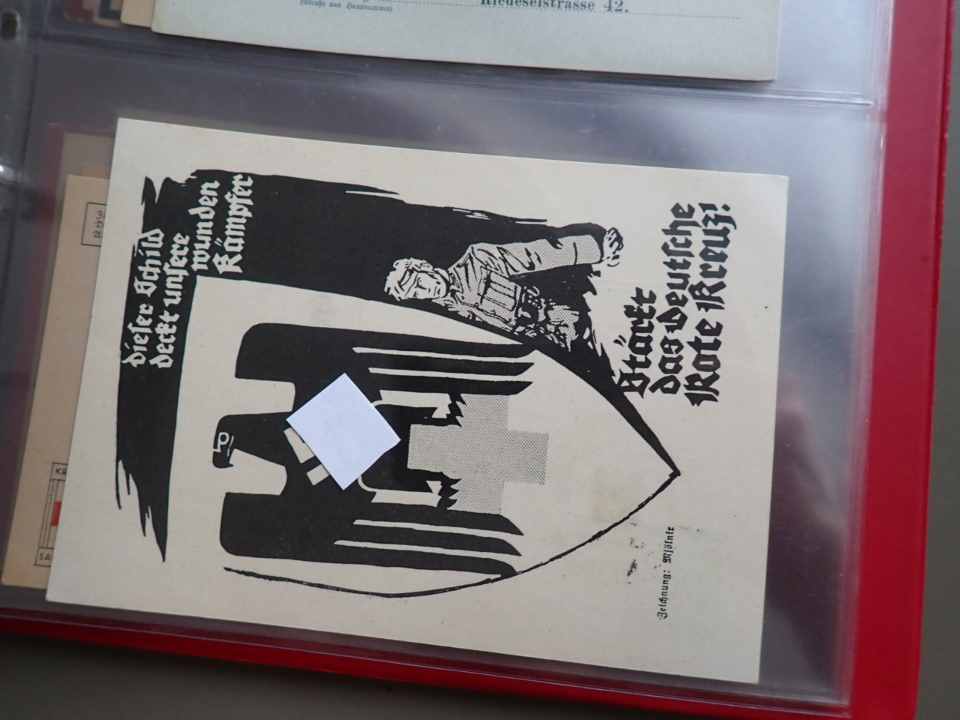 Riedeselstrasse 42.
Dieser Schild
deckt unsere
wunden
Kämpfer
Stärkt
das Deutsche
Rote Kreuz!
Zeichnung: Mjölnir